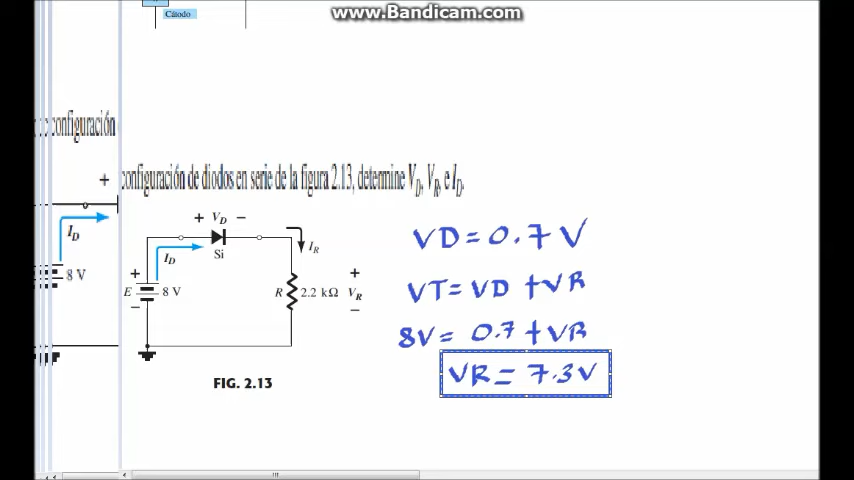 www.Bandicam.com
Cátodo
configuración
configuración de diodos en serie de la figura 2.13, determine VD, VR, e ID.
+
+ VD −
ID
IR
ID
Si
8 V
+
E
8 V
−
R
2.2 kΩ
+
VR
−
FIG. 2.13
VD = 0.7 V
VT = VD + VR
8V = 0.7 + VR
VR = 7.3V